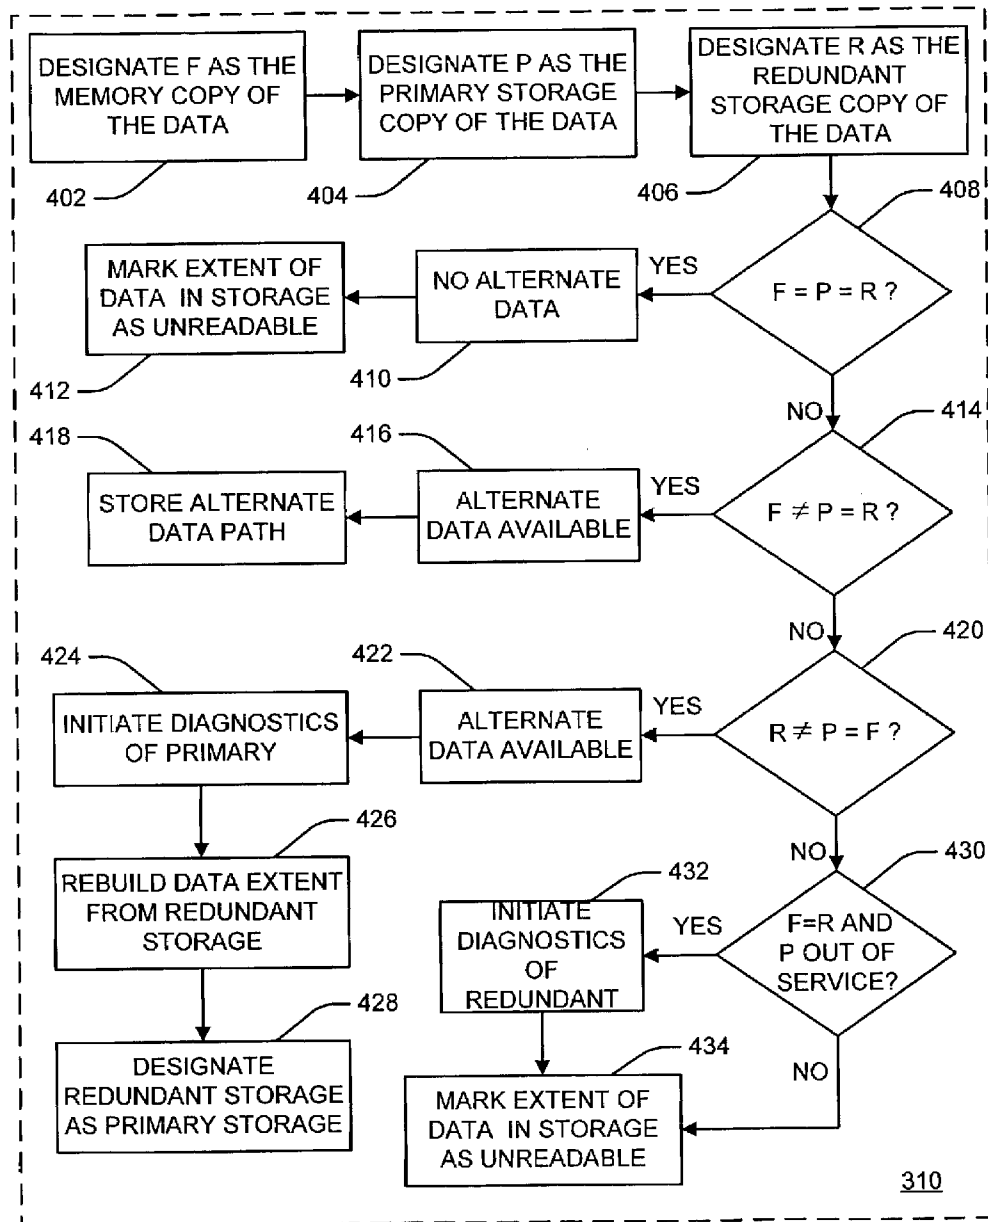 DESIGNATE F AS THE
MEMORY COPY OF
THE DATA
402
DESIGNATE P AS THE
PRIMARY STORAGE
COPY OF THE DATA
404
DESIGNATE R AS THE
REDUNDANT
STORAGE COPY OF
THE DATA
406
408
F = P = R ?
YES
NO ALTERNATE
DATA
410
MARK EXTENT OF
DATA IN STORAGE
AS UNREADABLE
412
NO
414
F ≠ P = R ?
YES
416
ALTERNATE
DATA AVAILABLE
418
STORE ALTERNATE
DATA PATH
NO
420
R ≠ P = F ?
YES
422
ALTERNATE
DATA AVAILABLE
424
INITIATE DIAGNOSTICS
OF PRIMARY
426
REBUILD DATA EXTENT
FROM REDUNDANT
STORAGE
428
DESIGNATE
REDUNDANT STORAGE
AS PRIMARY STORAGE
NO
430
F=R AND
P OUT OF
SERVICE?
YES
432
INITIATE
DIAGNOSTICS
OF
REDUNDANT
NO
434
MARK EXTENT OF
DATA IN STORAGE
AS UNREADABLE
310